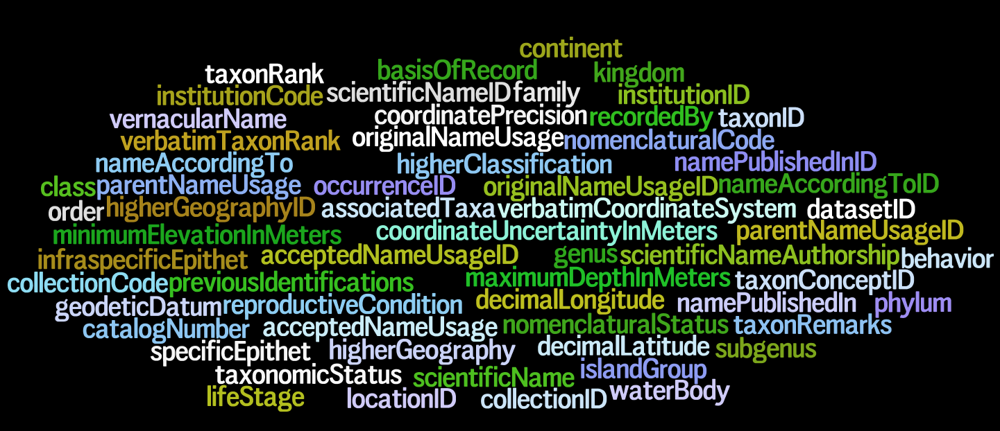 continent
taxonRank basisOfRecord kingdom
institutionCode scientificNameID family institutionID
vernacularName coordinatePrecision recordedBy taxonID
verbatimTaxonRank originalNameUsage nomenclaturalCode
nameAccordingTo higherClassification namePublishedInID
class parentNameUsage occurrenceID originalNameUsageID nameAccordingToID
order higherGeographyID associatedTaxa verbatimCoordinateSystem datasetID
minimumElevationInMeters coordinateUncertaintyInMeters parentNameUsageID
infraspecificEpithet acceptedNameUsageID genus scientificNameAuthorship behavior
collectionCode previousIdentifications maximumDepthInMeters taxonConceptID
geodeticDatum reproductiveCondition decimalLongitude namePublishedIn phylum
catalogNumber acceptedNameUsage nomenclaturalStatus taxonRemarks
specificEpithet higherGeography decimalLatitude subgenus
taxonomicStatus scientificName islandGroup
lifeStage locationID collectionID waterBody